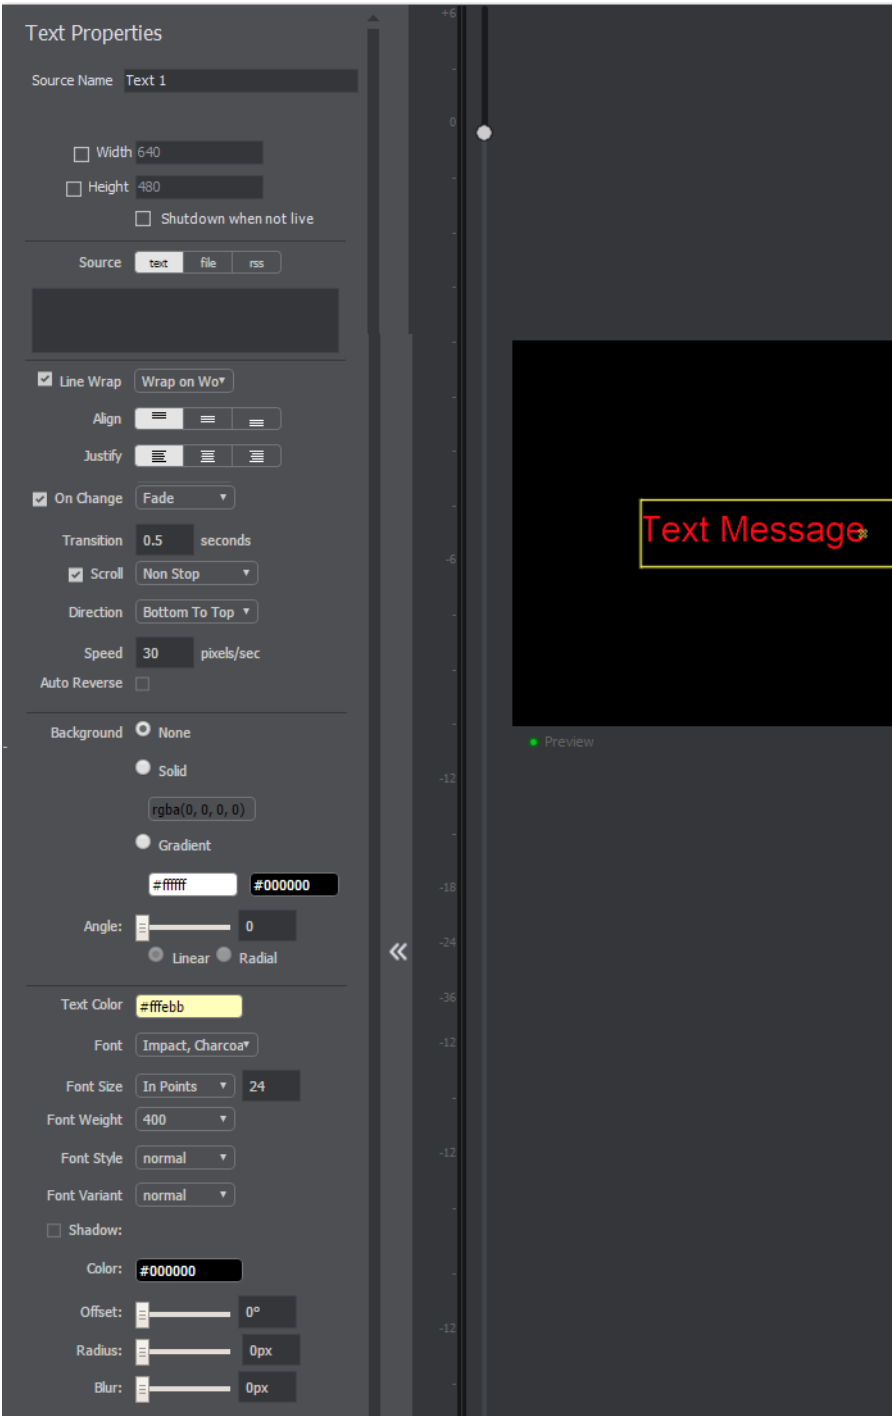 Text Properties
Source Name Text 1
Width 640
Height 480
Shutdown when not live
Source text file rss
Line Wrap Wrap on Wo
Align
Justify
On Change Fade
Transition 0.5 seconds
Scroll Non Stop
Direction Bottom To Top
Speed 30 pixels/sec
Auto Reverse
Background None
Solid
rgba(0, 0, 0, 0)
Gradient
#ffffff #000000
Angle: 0
Linear Radial
Text Color #fffebb
Font Impact, Charcoa
Font Size In Points 24
Font Weight 400
Font Style normal
Font Variant normal
Shadow:
Color: #000000
Offset: 0°
Radius: 0px
Blur: 0px
+6
0
-6
-12
-18
-24
-36
-12
-12
-12
Text Message
Preview